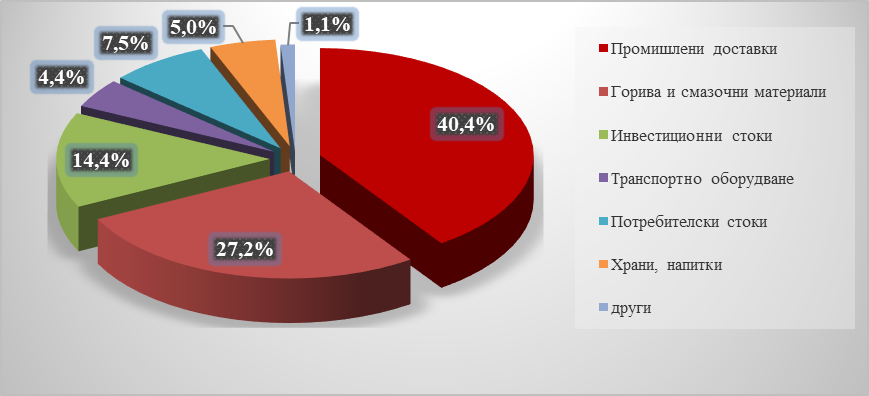 5,0%
1,1%
7,5%
4,4%
40,4%
14,4%
27,2%
Промишлени доставки
Горива и смазочни материали
Инвестиционни стоки
Транспортно оборудване
Потребителски стоки
Храни, напитки
други